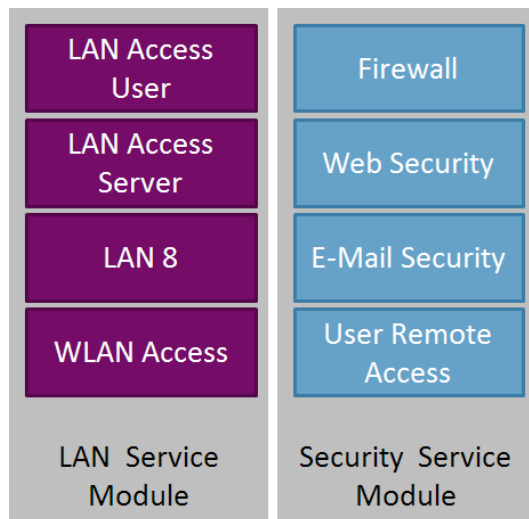 LAN Access
User
LAN Access
Server
LAN 8
WLAN Access
LAN Service
Module
Firewall
Web Security
E-Mail Security
User Remote
Access
Security Service
Module